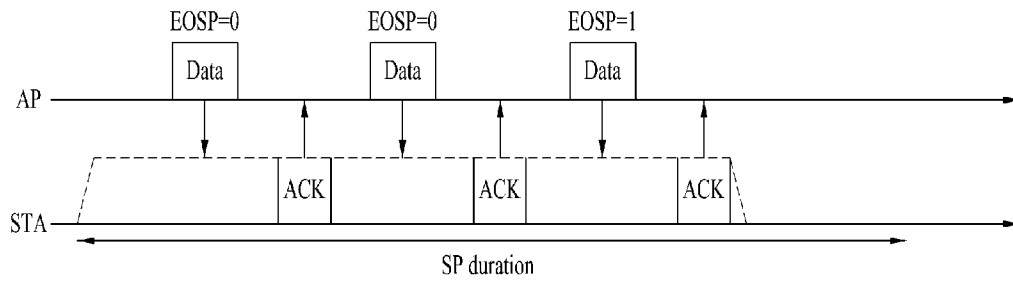 EOSP=0 EOSP=0 EOSP=1
Data Data Data
AP
ACK ACK ACK
STA
SP duration